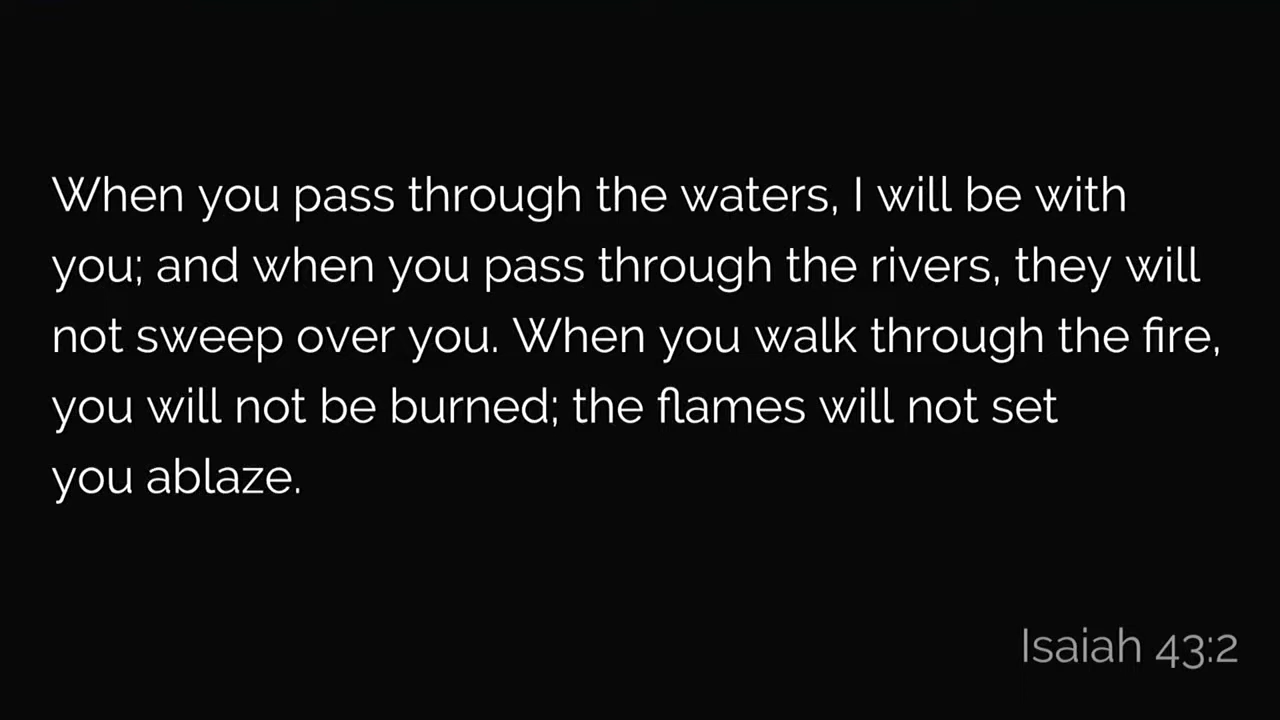 When you pass through the waters, I will be with
you; and when you pass through the rivers, they will
not sweep over you. When you walk through the fire,
you will not be burned; the flames will not set
you ablaze.
Isaiah 43:2